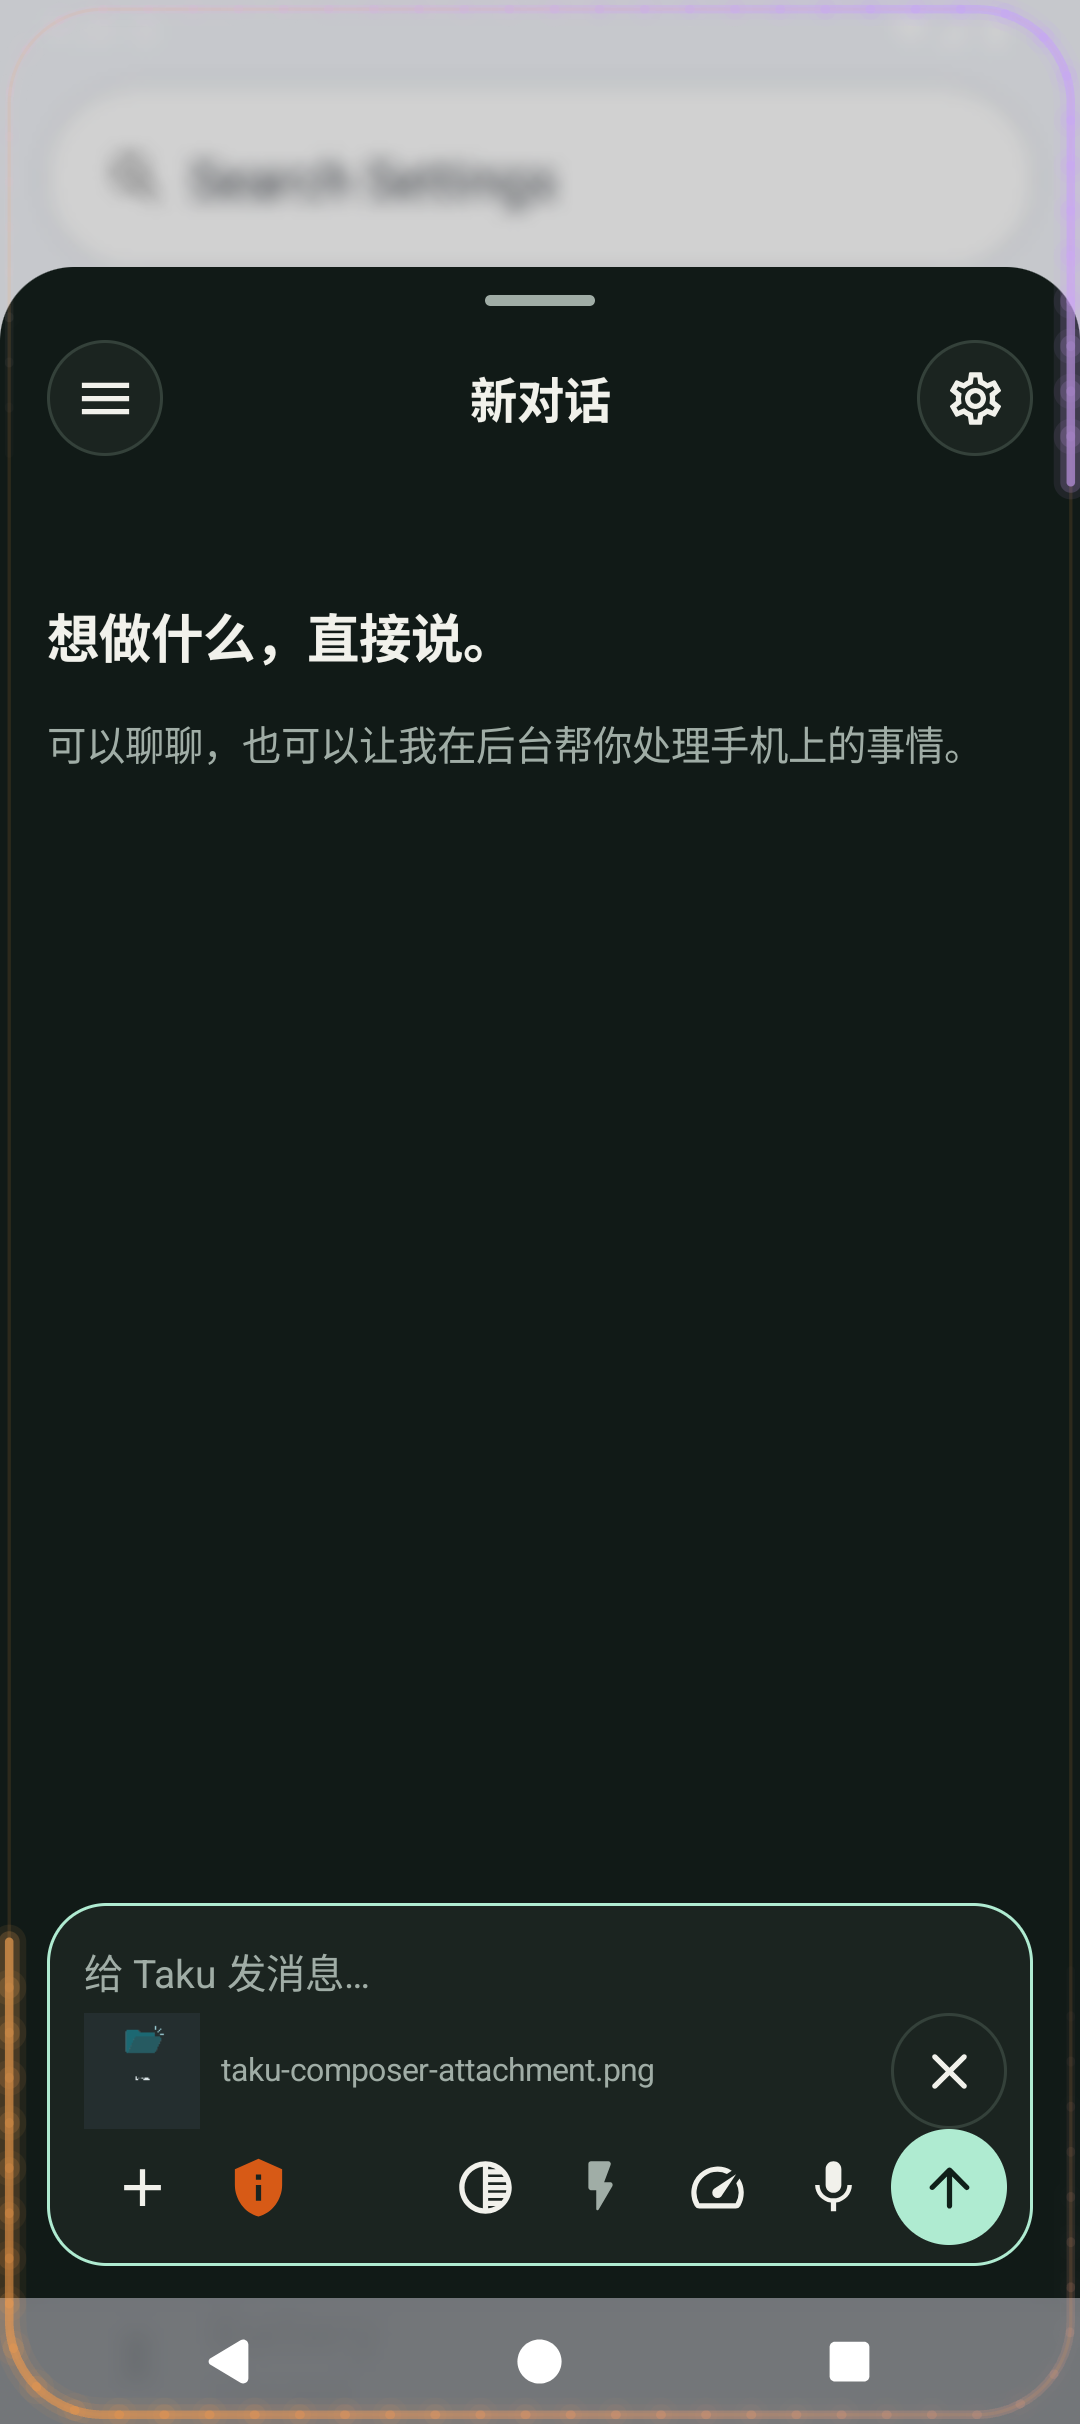 Search Settings
新对话
想做什么，直接说。
可以聊聊，也可以让我在后台帮你处理手机上的事情。
给 Taku 发消息...
taku-composer-attachment.png